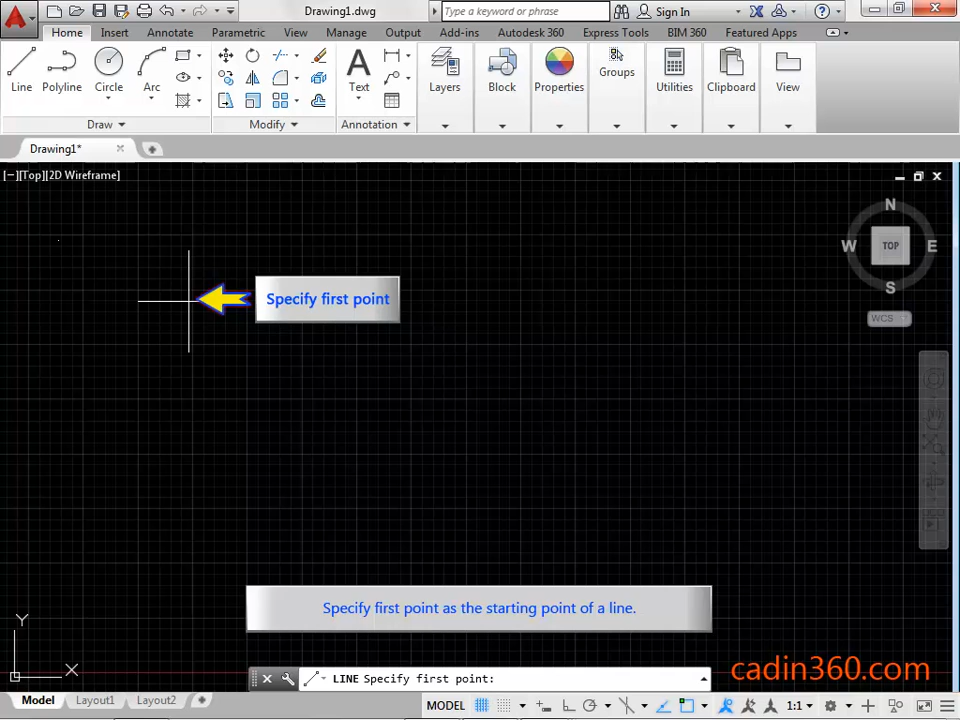 Drawing1.dwg
Type a keyword or phrase
Sign In
Home Insert Annotate Parametric View Manage Output Add-ins Autodesk 360 Express Tools BIM 360 Featured Apps
Line Polyline Circle Arc Text Layers Block Properties Groups Utilities Clipboard View
Draw Modify Annotation
Drawing1*
[−][Top][2D Wireframe]
N
W TOP E
S
WCS
Specify first point
Specify first point as the starting point of a line.
Y
X
LINE Specify first point:
cadin360.com
Model Layout1 Layout2 MODEL 1:1